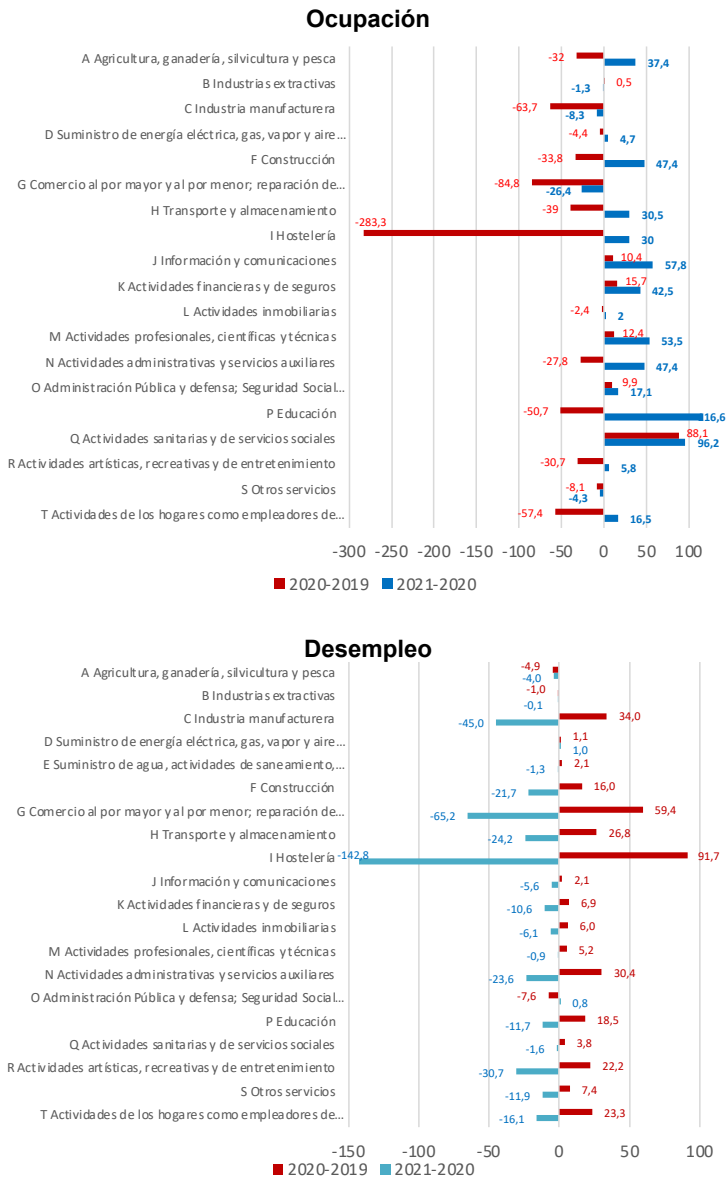 Ocupación
A Agricultura, ganadería, silvicultura y pesca
-32
37,4
B Industrias extractivas
0,5
-1,3
C Industria manufacturera
-63,7
-8,3
D Suministro de energía eléctrica, gas, vapor y aire...
-4,4
4,7
F Construcción
-33,8
47,4
G Comercio al por mayor y al por menor; reparación de...
-84,8
-26,4
H Transporte y almacenamiento
-39
30,5
I Hostelería
-283,3
30
J Información y comunicaciones
10,4
57,8
K Actividades financieras y de seguros
15,7
42,5
L Actividades inmobiliarias
-2,4
2
M Actividades profesionales, científicas y técnicas
12,4
53,5
N Actividades administrativas y servicios auxiliares
-27,8
47,4
O Administración Pública y defensa; Seguridad Social...
9,9
17,1
P Educación
-50,7
116,6
Q Actividades sanitarias y de servicios sociales
88,1
96,2
R Actividades artísticas, recreativas y de entretenimiento
-30,7
5,8
S Otros servicios
-8,1
-4,3
T Actividades de los hogares como empleadores de...
-57,4
16,5
-300 -250 -200 -150 -100 -50 0 50 100
2020-2019 2021-2020
Desempleo
A Agricultura, ganadería, silvicultura y pesca
-4,9
-4,0
B Industrias extractivas
-1,0
-0,1
C Industria manufacturera
34,0
-45,0
D Suministro de energía eléctrica, gas, vapor y aire...
1,1
1,0
E Suministro de agua, actividades de saneamiento,...
2,1
-1,3
F Construcción
16,0
-21,7
G Comercio al por mayor y al por menor; reparación de...
59,4
-65,2
H Transporte y almacenamiento
26,8
-24,2
I Hostelería
-142,8
91,7
J Información y comunicaciones
2,1
-5,6
K Actividades financieras y de seguros
6,9
-10,6
L Actividades inmobiliarias
6,0
-6,1
M Actividades profesionales, científicas y técnicas
5,2
-0,9
N Actividades administrativas y servicios auxiliares
30,4
-23,6
O Administración Pública y defensa; Seguridad Social...
-7,6
0,8
P Educación
18,5
-11,7
Q Actividades sanitarias y de servicios sociales
3,8
-1,6
R Actividades artísticas, recreativas y de entretenimiento
22,2
-30,7
S Otros servicios
7,4
-11,9
T Actividades de los hogares como empleadores de...
23,3
-16,1
-150 -100 -50 0 50 100
2020-2019 2021-2020